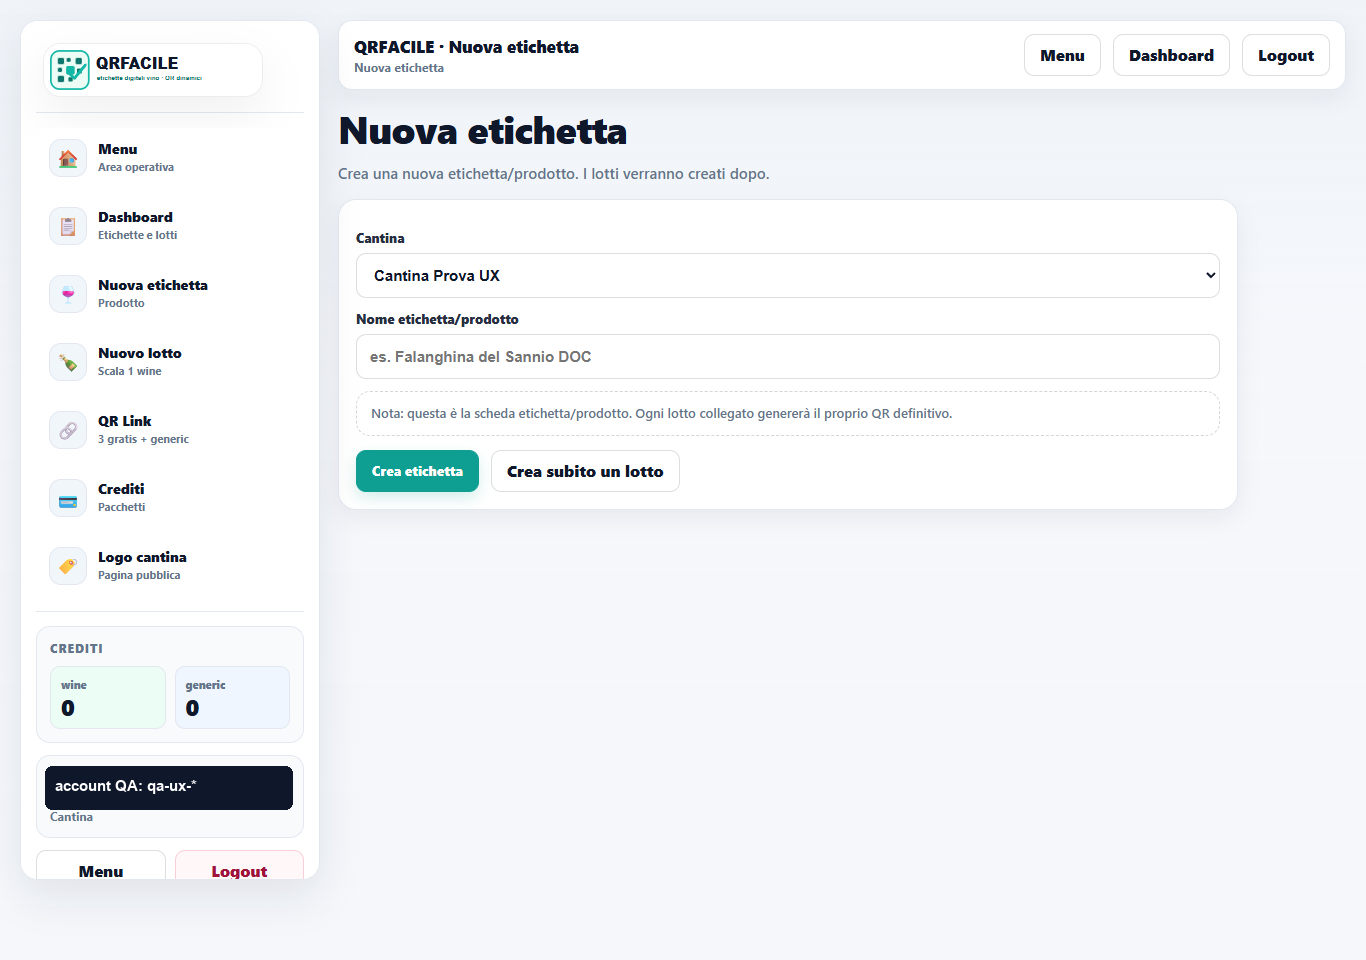 QRFACILE
etichette digitali vino · QR dinamici
Menu
Area operativa
Dashboard
Etichette e lotti
Nuova etichetta
Prodotto
Nuovo lotto
Scala 1 wine
QR Link
3 gratis + generic
Crediti
Pacchetti
Logo cantina
Pagina pubblica
CREDITI
wine
0
generic
0
account QA: qa-ux-*
Cantina
Menu
Logout
QRFACILE · Nuova etichetta
Nuova etichetta
Menu
Dashboard
Logout
Nuova etichetta
Crea una nuova etichetta/prodotto. I lotti verranno creati dopo.
Cantina
Cantina Prova UX
Nome etichetta/prodotto
es. Falanghina del Sannio DOC
Nota: questa è la scheda etichetta/prodotto. Ogni lotto collegato genererà il proprio QR definitivo.
Crea etichetta
Crea subito un lotto